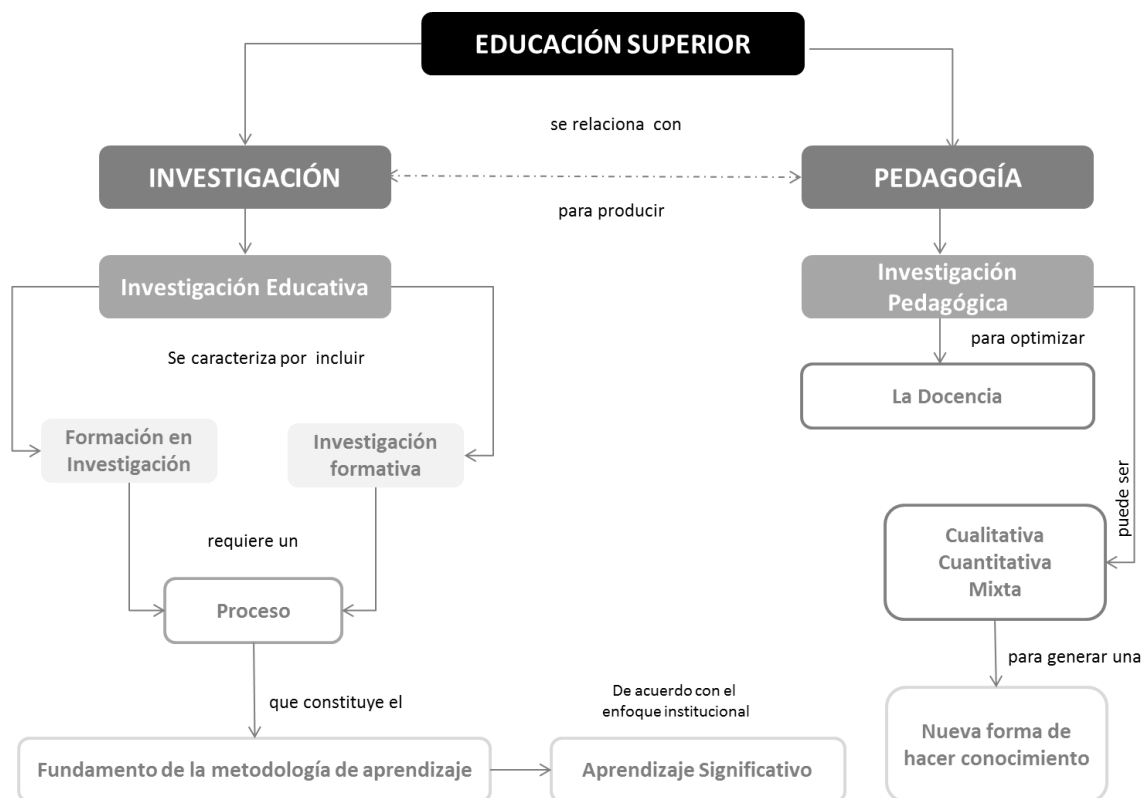 EDUCACIÓN SUPERIOR
se relaciona con
INVESTIGACIÓN
PEDAGOGÍA
para producir
Investigación Educativa
Investigación
Pedagógica
Se caracteriza por incluir
para optimizar
La Docencia
Formación en
Investigación
Investigación
formativa
puede ser
requiere un
Cualitativa
Cuantitativa
Mixta
Proceso
para generar una
que constituye el
De acuerdo con el
enfoque institucional
Nueva forma de
hacer conocimiento
Fundamento de la metodología de aprendizaje
Aprendizaje Significativo